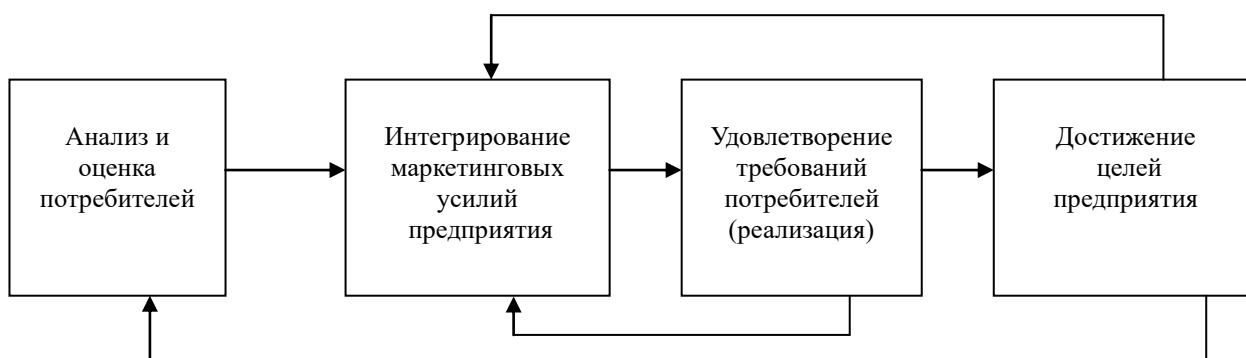 Анализ и
оценка
потребителей
Интегрирование
маркетинговых
усилий
предприятия
Удовлетворение
требований
потребителей
(реализация)
Достижение
целей
предприятия